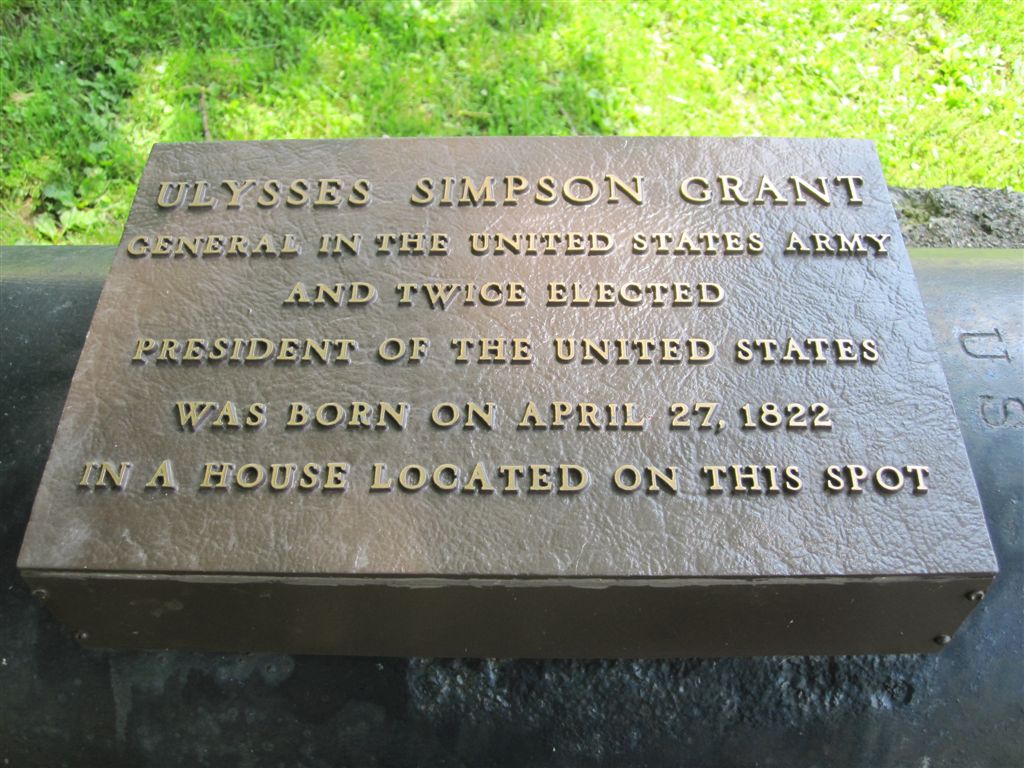 ULYSSES SIMPSON GRANT
GENERAL IN THE UNITED STATES ARMY
AND TWICE ELECTED
PRESIDENT OF THE UNITED STATES
WAS BORN ON APRIL 27, 1822
IN A HOUSE LOCATED ON THIS SPOT
U S